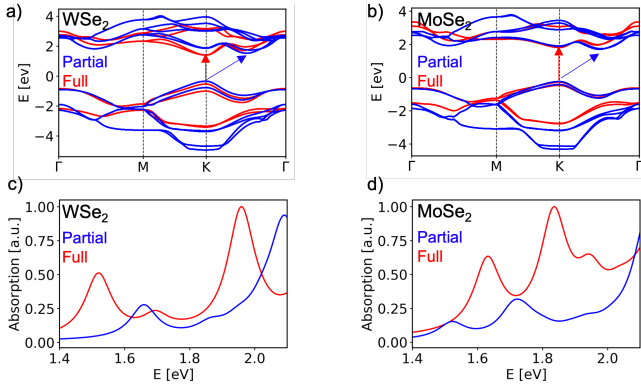 a)
WSe2
Partial
Full
E [ev]
4
2
0
−2
−4
Γ
M
K
Γ
b)
MoSe2
Partial
Full
E [eV]
4
2
0
−2
−4
Γ
M
K
Γ
c)
WSe2
Partial
Full
Absorption [a.u.]
1.00
0.75
0.50
0.25
0.00
1.4
1.6
1.8
2.0
E [eV]
d)
MoSe2
Partial
Full
Absorption [a.u.]
1.00
0.75
0.50
0.25
0.00
1.4
1.6
1.8
2.0
E [eV]